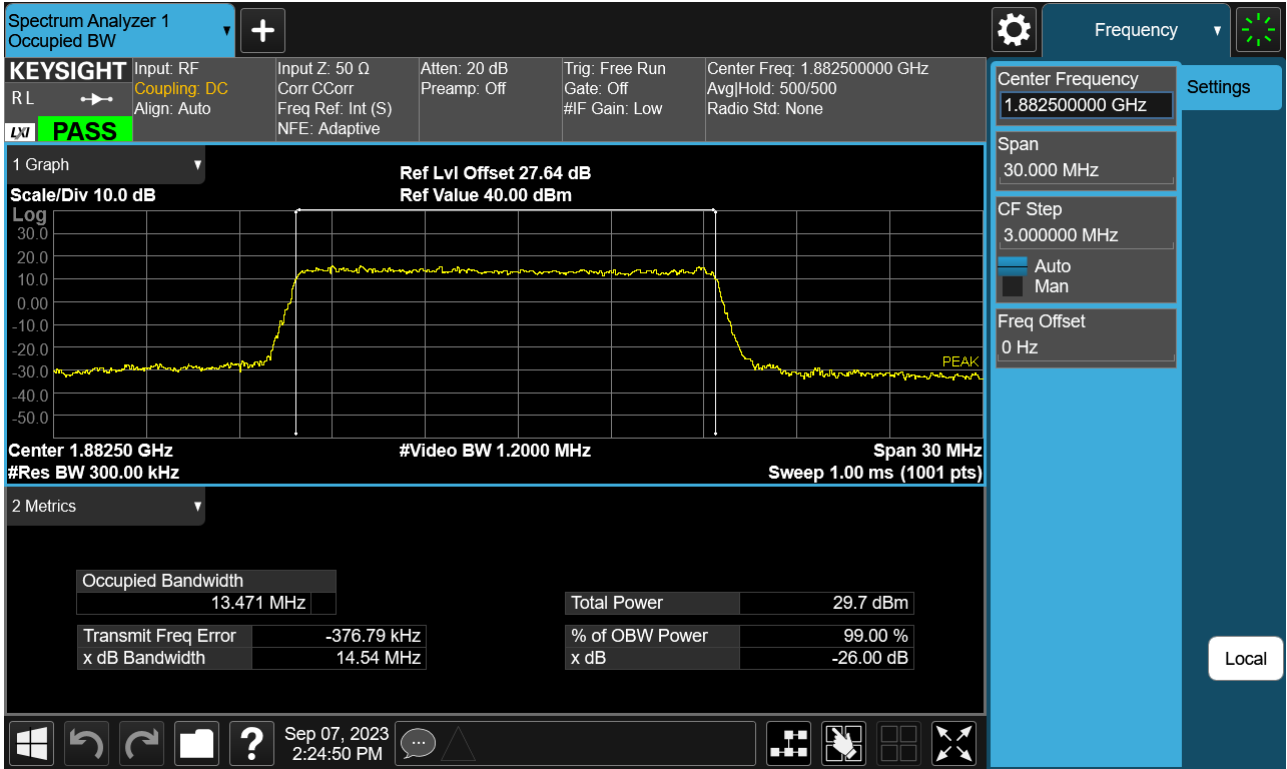 Spectrum Analyzer 1
Occupied BW
▼
+
Frequency
▼
KEYSIGHT
R L
LXI
PASS
Input: RF
Coupling: DC
Align: Auto
Input Z: 50 Ω
Corr CCorr
Freq Ref: Int (S)
NFE: Adaptive
Atten: 20 dB
Preamp: Off
Trig: Free Run
Gate: Off
#IF Gain: Low
Center Freq: 1.882500000 GHz
Avg|Hold: 500/500
Radio Std: None
Center Frequency
1.882500000 GHz
Settings
Span
30.000 MHz
CF Step
3.000000 MHz
Auto
Man
Freq Offset
0 Hz
Local
1 Graph ▼
Scale/Div 10.0 dB
Ref Lvl Offset 27.64 dB
Ref Value 40.00 dBm
Log
30.0
20.0
10.0
0.00
-10.0
-20.0
-30.0
-40.0
-50.0
PEAK
Center 1.88250 GHz
#Video BW 1.2000 MHz
Span 30 MHz
#Res BW 300.00 kHz
Sweep 1.00 ms (1001 pts)
2 Metrics ▼
Occupied Bandwidth
13.471 MHz
Total Power 29.7 dBm
Transmit Freq Error -376.79 kHz
% of OBW Power 99.00 %
x dB Bandwidth 14.54 MHz
x dB -26.00 dB
?
Sep 07, 2023
2:24:50 PM